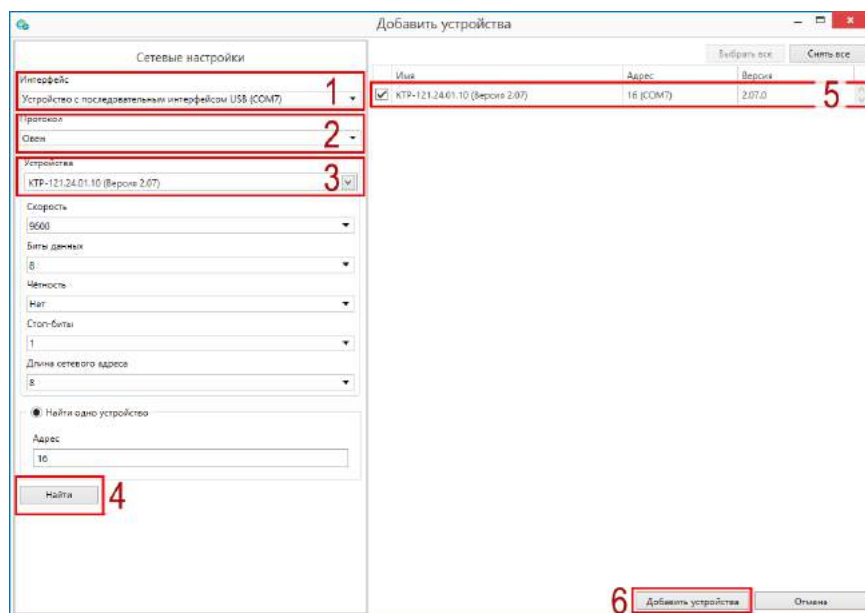 Добавить устройства
Сетевые настройки
Интерфейс
Устройство с последовательным интерфейсом USB (COM7)
1
Протокол
Овен
2
Устройства
КТР-121.24.01.10 (Версия 2.07)
3
Скорость
9600
Биты данных
8
Чётность
Нет
Стоп-биты
1
Длина сетевого адреса
8
Найти одно устройство
Адрес
16
Найти
4
Выбрать все Снять все
Имя Адрес Версия
КТР-121.24.01.10 (Версия 2.07) 16 (COM7) 2.07.0 5
6 Добавить устройства Отмена